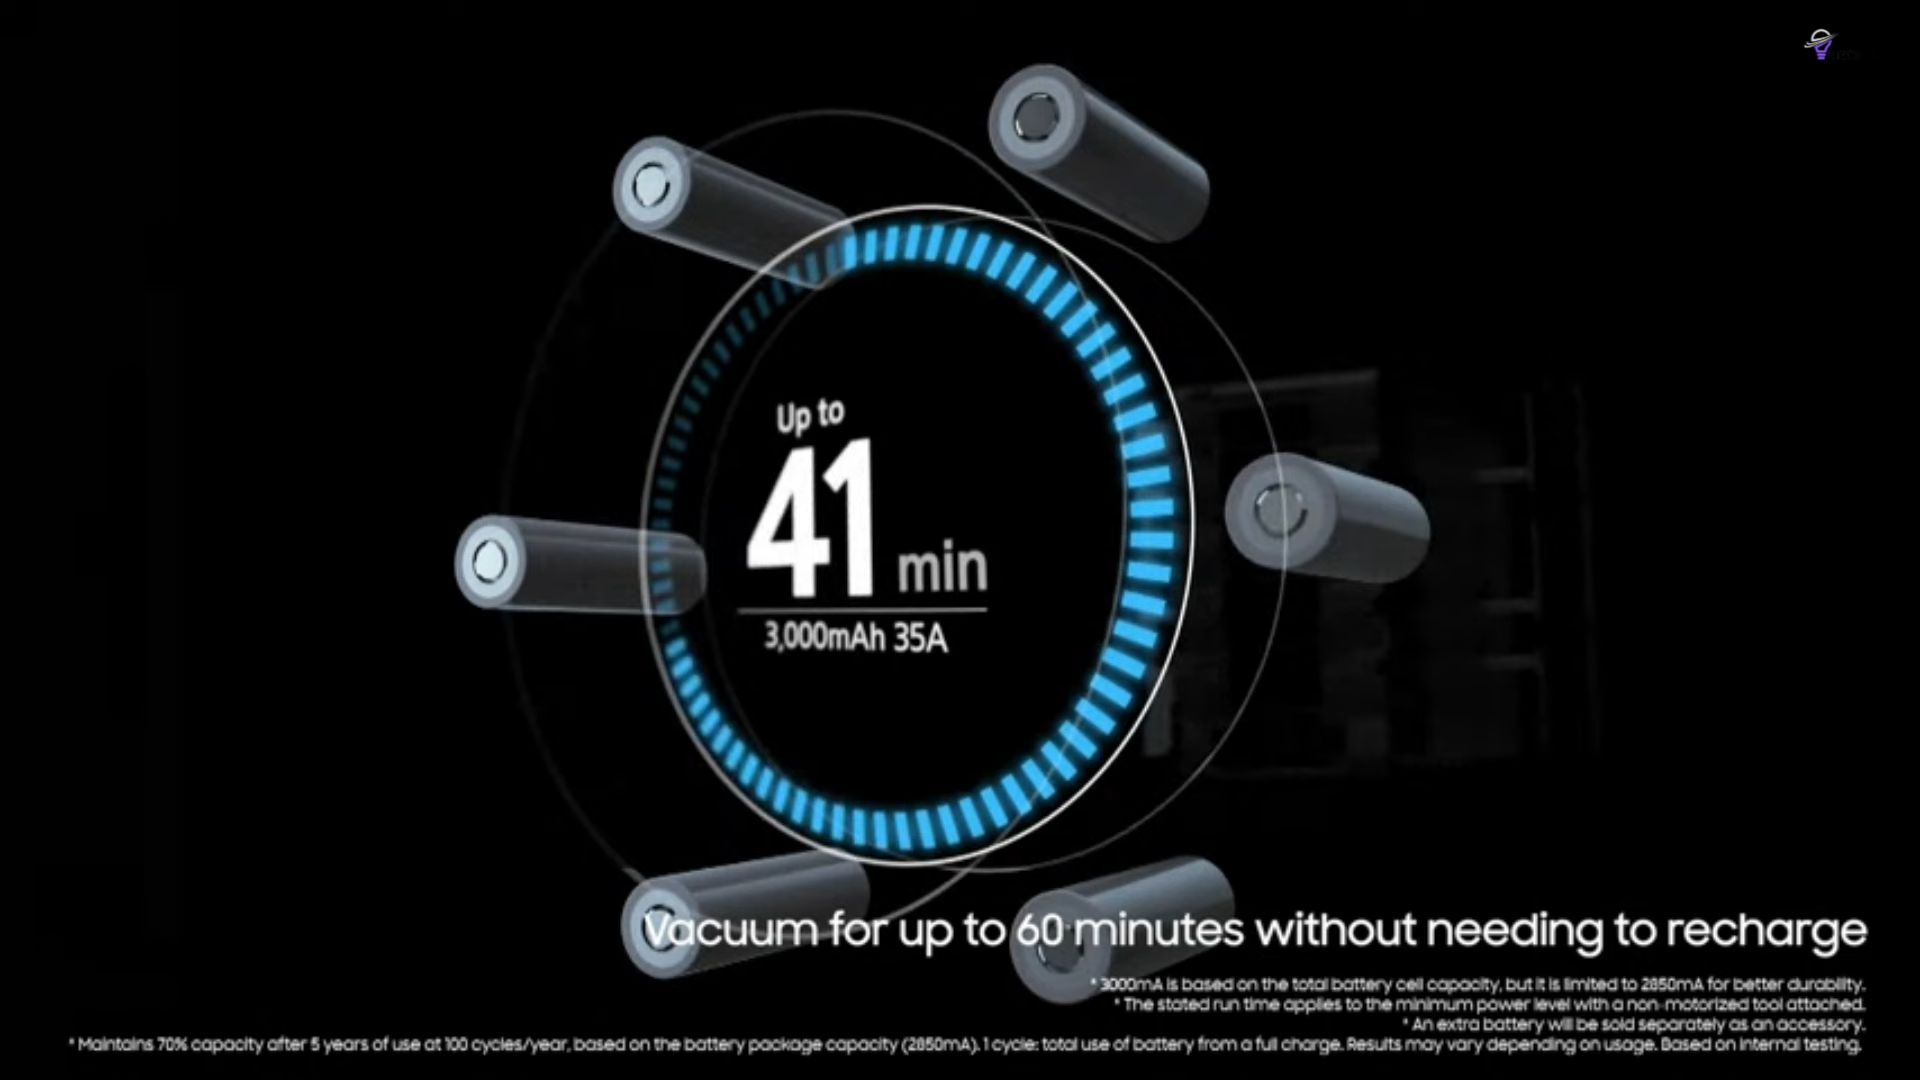 Up to
41 min
3,000mAh 35A
Vacuum for up to 60 minutes without needing to recharge
* 3000mA is based on the total battery cell capacity, but it is limited to 2850mA for better durability.
* The stated run time applies to the minimum power level with a non-motorized tool attached.
* An extra battery will be sold separately as an accessory.
* Maintains 70% capacity after 5 years of use at 100 cycles/year, based on the battery package capacity (2850mA). 1 cycle: total use of battery from a full charge. Results may vary depending on usage. Based on internal testing.